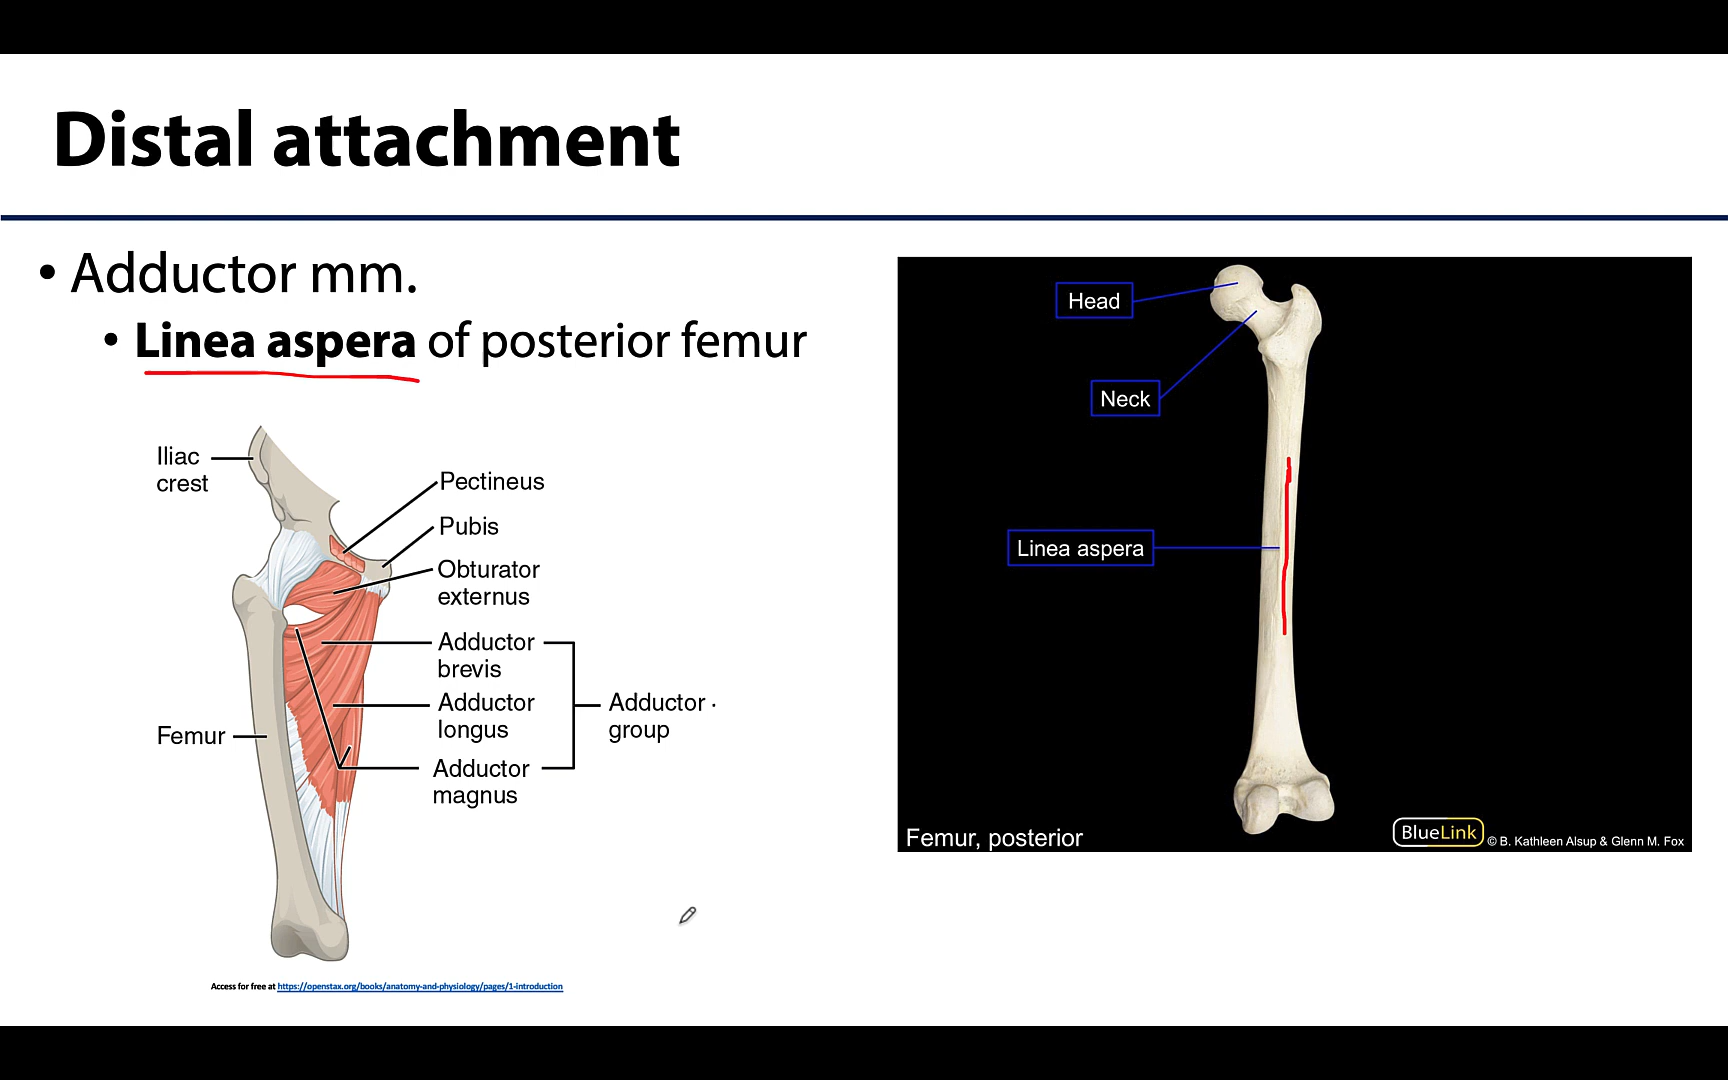 Distal attachment
• Adductor mm.
• Linea aspera of posterior femur
Iliac
crest
Pectineus
Pubis
Obturator
externus
Adductor
brevis
Adductor
longus
Adductor
magnus
Adductor
group
Femur
Access for free at https://openstax.org/books/anatomy-and-physiology/pages/1-introduction
Head
Neck
Linea aspera
Femur, posterior
BlueLink
© B. Kathleen Alsup & Glenn M. Fox